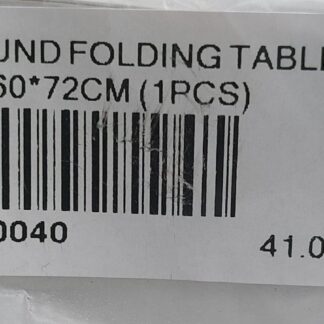 UND FOLDING TABLE
60*72CM (1PCS)
0040
41.0